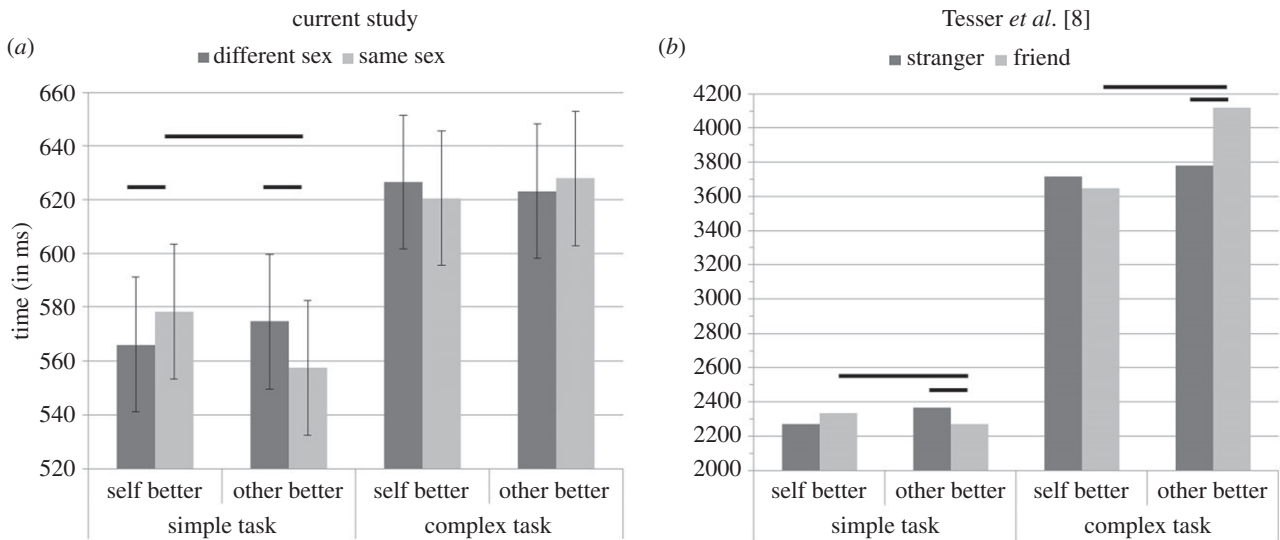 current study
(a)
different sex same sex
time (in ms)
660
640
620
600
580
560
540
520
self better other better self better other better
simple task complex task
Tesser et al. [8]
(b)
stranger friend
4200
4000
3800
3600
3400
3200
3000
2800
2600
2400
2200
2000
self better other better self better other better
simple task complex task